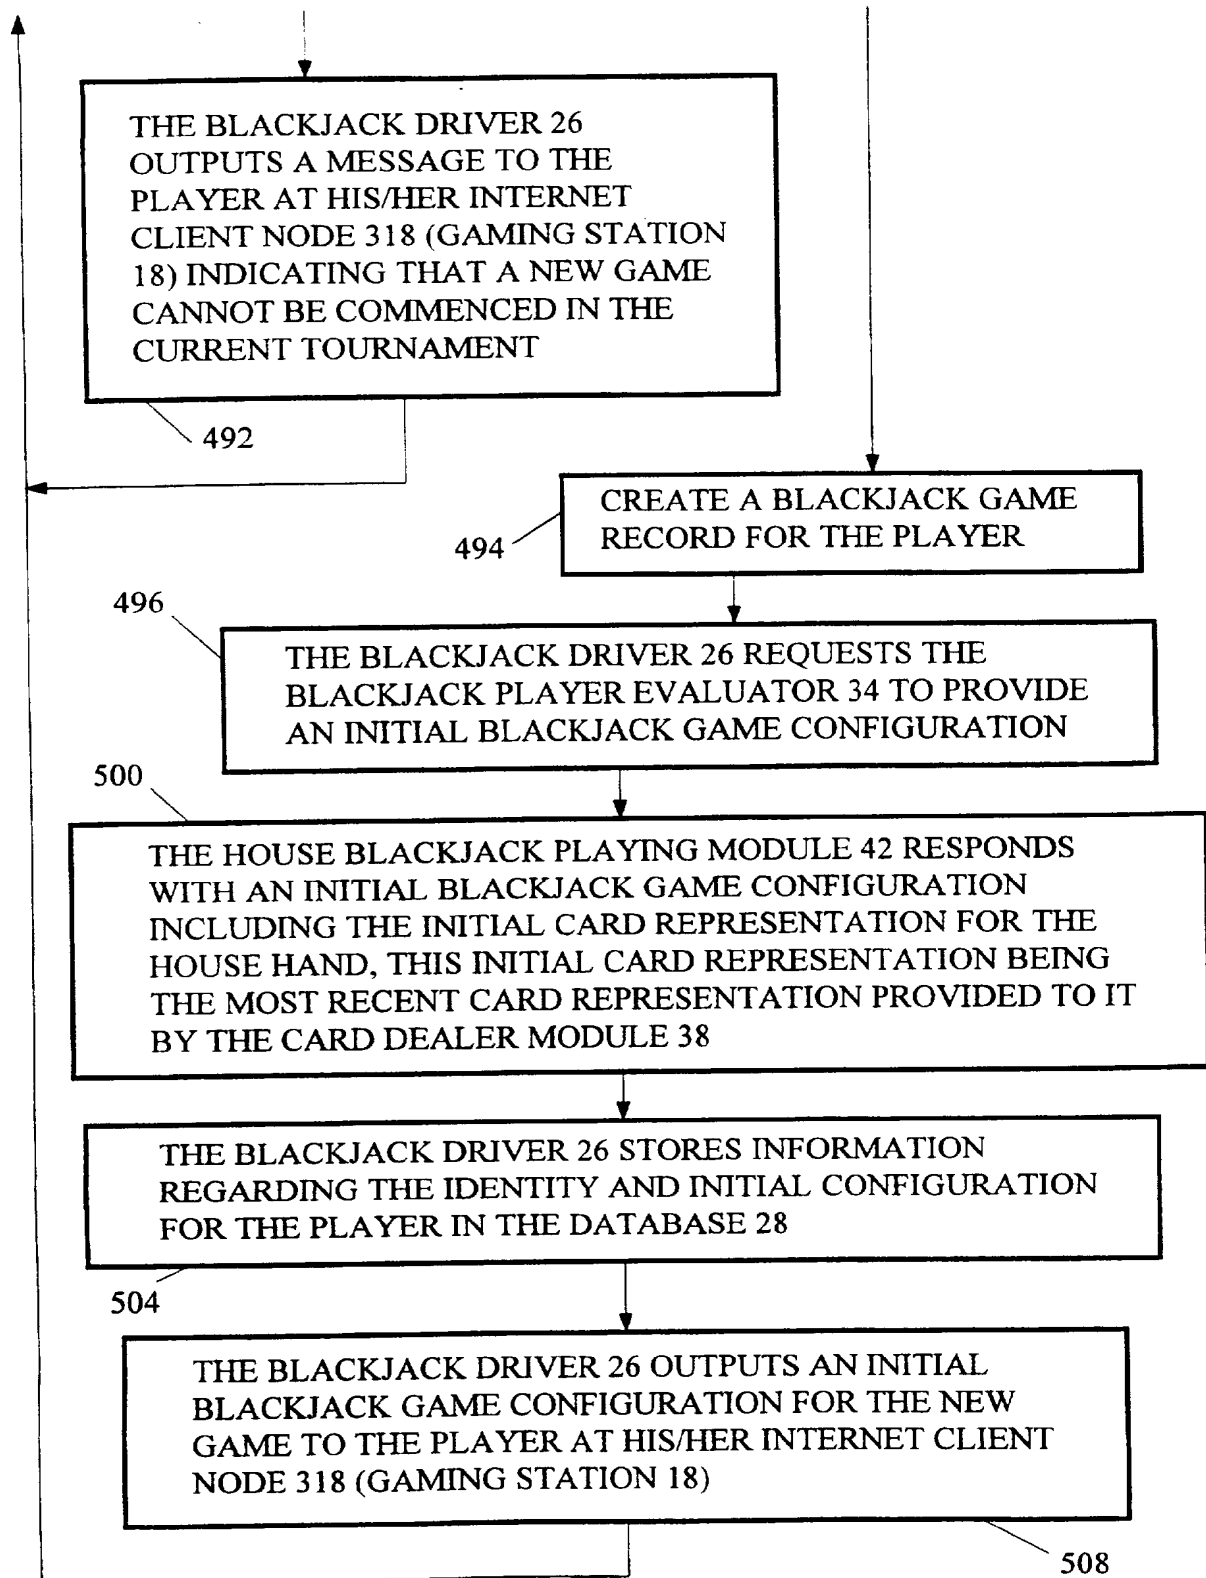 THE BLACKJACK DRIVER 26
OUTPUTS A MESSAGE TO THE
PLAYER AT HIS/HER INTERNET
CLIENT NODE 318 (GAMING STATION
18) INDICATING THAT A NEW GAME
CANNOT BE COMMENCED IN THE
CURRENT TOURNAMENT
492
CREATE A BLACKJACK GAME
RECORD FOR THE PLAYER
494
496
THE BLACKJACK DRIVER 26 REQUESTS THE
BLACKJACK PLAYER EVALUATOR 34 TO PROVIDE
AN INITIAL BLACKJACK GAME CONFIGURATION
500
THE HOUSE BLACKJACK PLAYING MODULE 42 RESPONDS
WITH AN INITIAL BLACKJACK GAME CONFIGURATION
INCLUDING THE INITIAL CARD REPRESENTATION FOR THE
HOUSE HAND, THIS INITIAL CARD REPRESENTATION BEING
THE MOST RECENT CARD REPRESENTATION PROVIDED TO IT
BY THE CARD DEALER MODULE 38
THE BLACKJACK DRIVER 26 STORES INFORMATION
REGARDING THE IDENTITY AND INITIAL CONFIGURATION
FOR THE PLAYER IN THE DATABASE 28
504
THE BLACKJACK DRIVER 26 OUTPUTS AN INITIAL
BLACKJACK GAME CONFIGURATION FOR THE NEW
GAME TO THE PLAYER AT HIS/HER INTERNET CLIENT
NODE 318 (GAMING STATION 18)
508